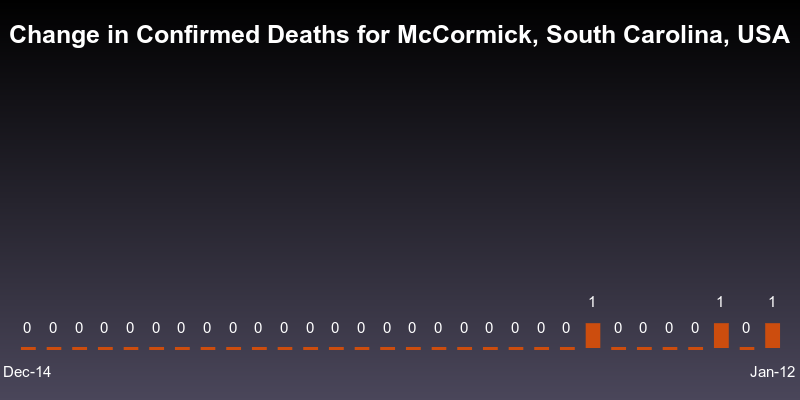 Change in Confirmed Deaths for McCormick, South Carolina, USA
0 0 0 0 0 0 0 0 0 0 0 0 0 0 0 0 0 0 0 0 0 0 1 0 0 0 0 1 0 1
Dec-14 Jan-12